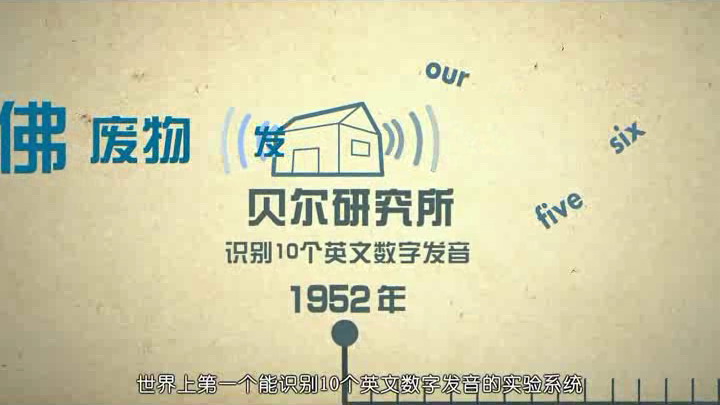 our
six
佛 废物 发
five
贝尔研究所
识别10个英文数字发音
1952年
世界上第一个能识别10个英文数字发音的实验系统